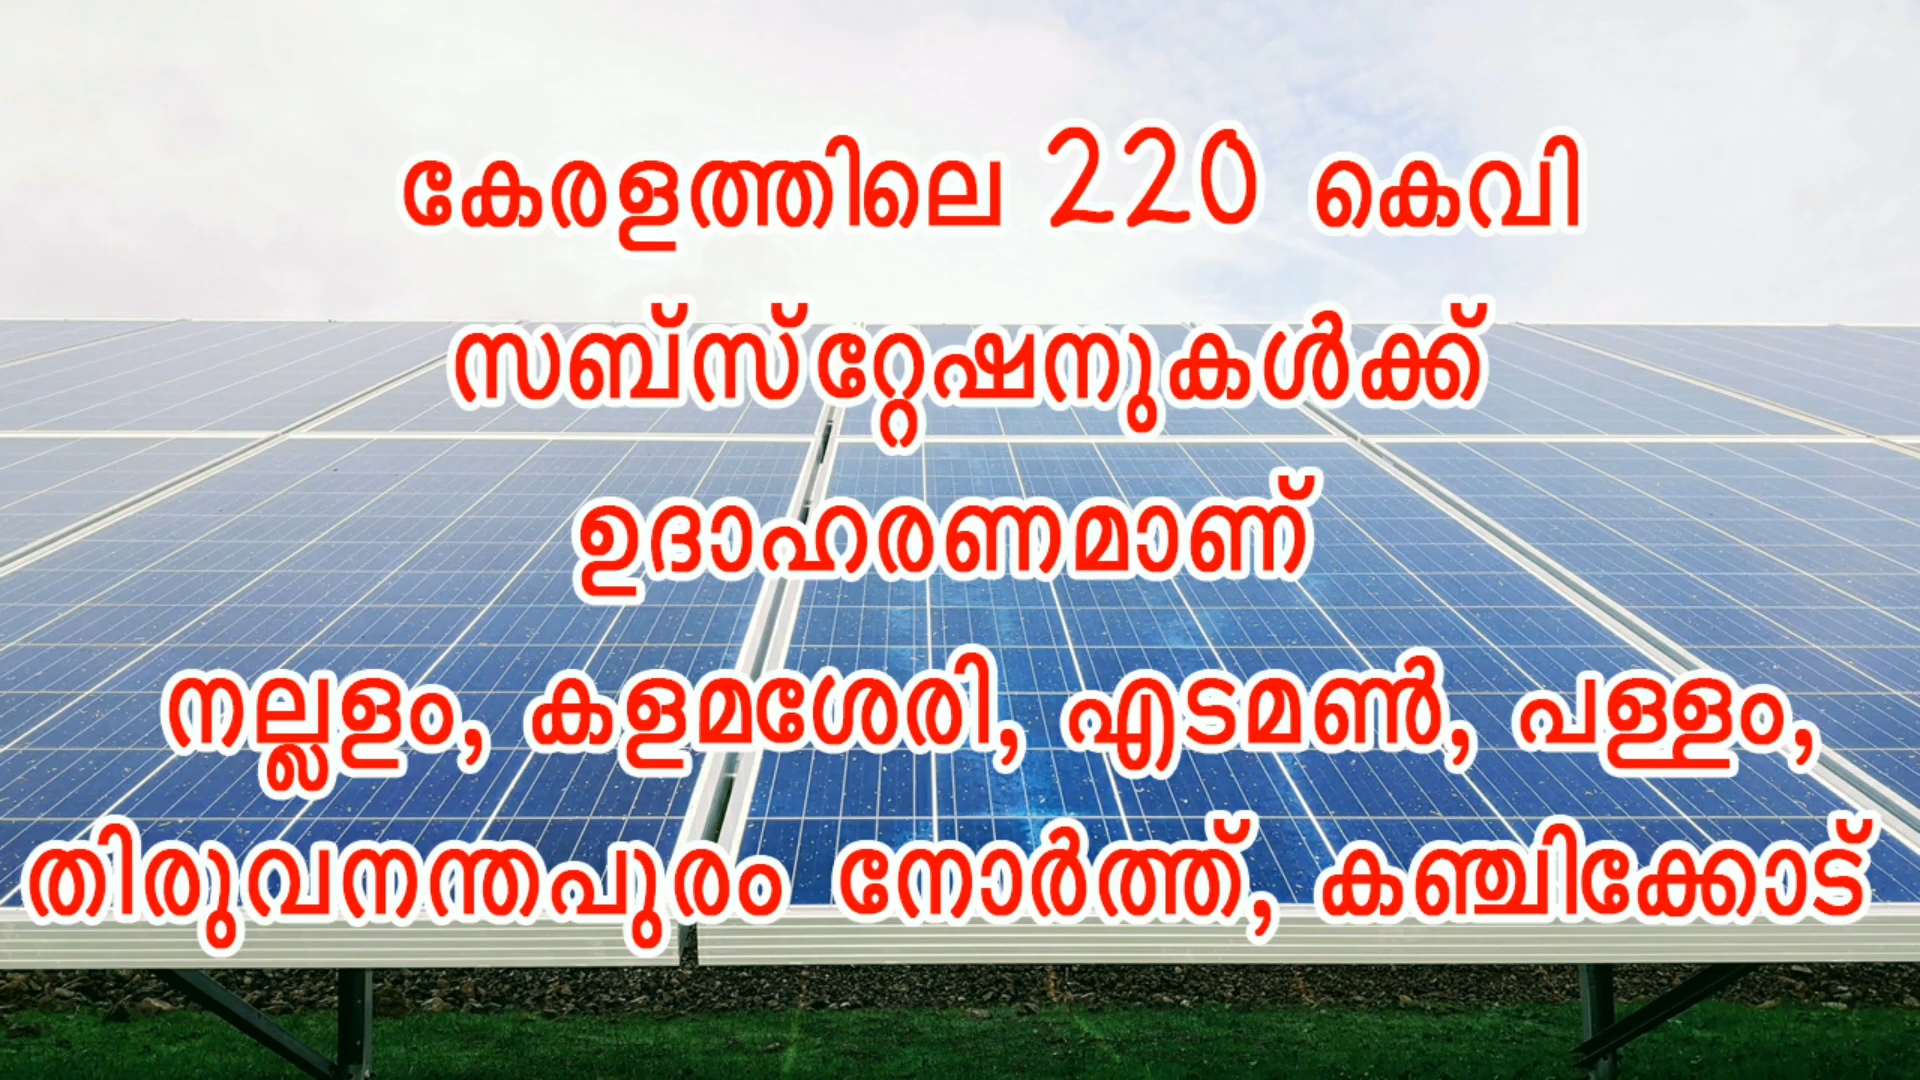 കേരളത്തിലെ 220 കെവി
സബ്സ്റ്റേഷനുകൾക്ക്
ഉദാഹരണമാണ്
നല്ലളം, കളമശേരി, എടമൺ, പള്ളം,
തിരുവനന്തപുരം നോർത്ത്, കഞ്ചിക്കോട്